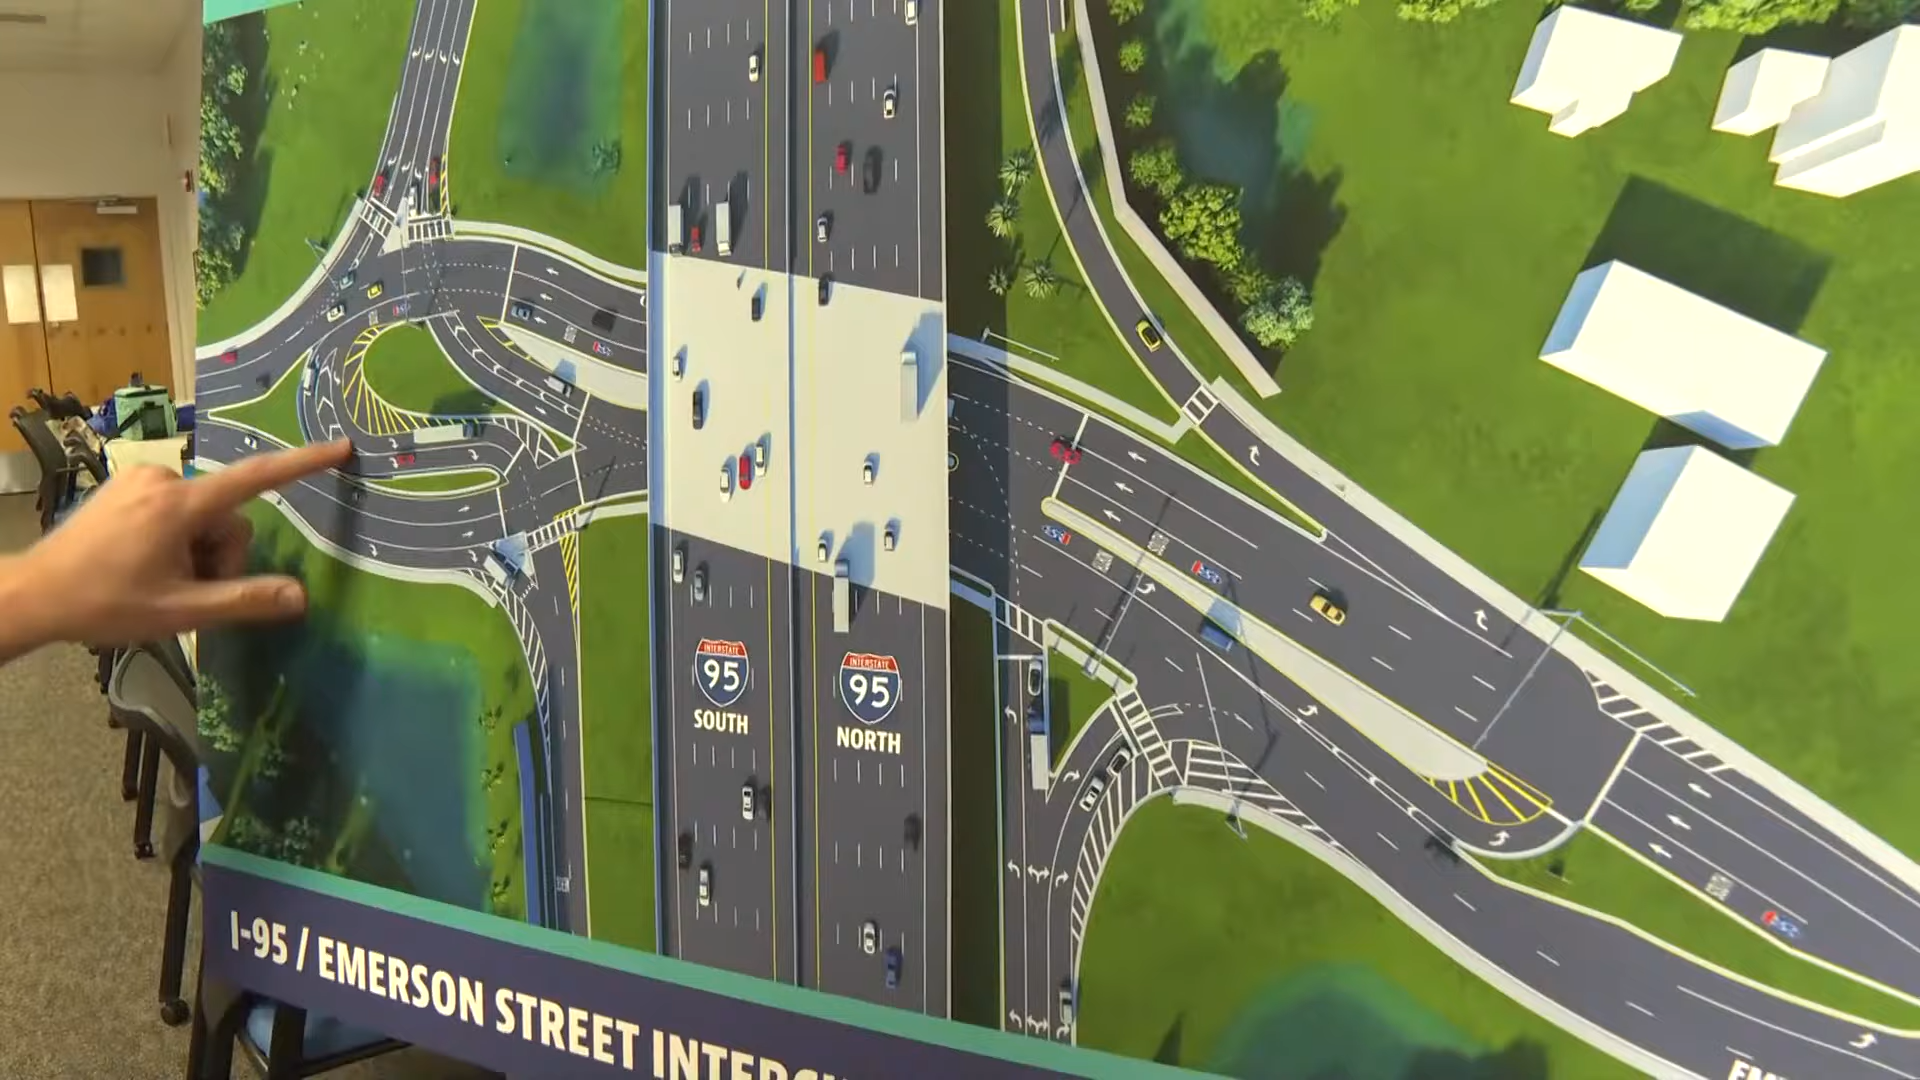 INTERSTATE
95
SOUTH
INTERSTATE
95
NORTH
I-95 / EMERSON STREET